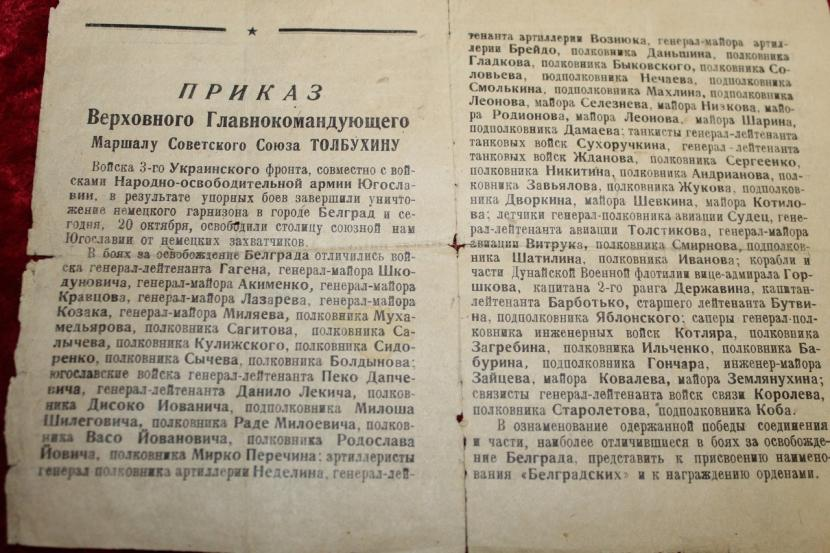 ПРИКАЗ
Верховного Главнокомандующего
Маршалу Советского Союза ТОЛБУХИНУ
Войска 3-го Украинского фронта, совместно с вой-
сками Народно-освободительной армии Югосла-
вии, в результате упорных боев завершили уничто-
жение немецкого гарнизона в городе Белград и се-
годня, 20 октября, освободили столицу союзной нам
Югославии от немецких захватчиков.
В боях за освобождение Белграда отличились вой-
ска генерал-лейтенанта Гагена, генерал-майора Шко-
дуновича, генерал-майора Акименко, генерал-майора
Кравцова, генерал-майора Лазарева, генерал-майора
Козака, генерал-майора Миляева, полковника Муха-
медьярова, полковника Сагитова, полковника Са-
лычева, полковника Кулижского, полковника Сидо-
ренко, полковника Сычева, полковника Болдынова;
югославские войска генерал-лейтенанта Пеко Дапче-
вича, генерал-лейтенанта Данило Лекича, полков-
ника Дисоко Иованича, подполковника Милоша
Шилеговича, полковника Раде Милоевича, полков-
ника Васо Йовановича, полковника Родослава
Йовича, полковника Мирко Перечина; артиллеристы
генерал полковника артиллерии Неделина, генерал-лей-
тенанта артиллерии Вознюка, генерал-майора артил-
лерии Брейдо, полковника Даньшина, полковника
Гладкова, полковника Быковского, полковника Со-
ловьева, подполковника Нечаева, подполковника
Смолькина, подполковника Махлина, подполковника
Леонова, майора Селезнева, майора Низкова, майо-
ра Родионова, майора Леонова, майора Шарина,
подполковника Дамаева; танкисты генерал-лейтенанта
танковых войск Сухоручкина, генерал-лейтенанта
танковых войск Жданова, полковника Сергеенко,
полковника Никитина, полковника Андрианова, пол-
ковника Завьялова, полковника Жукова, подполков-
ника Дворкина, майора Шевкина, майора Котило-
ва; летчики генерал-полковника авиации Судец, гене-
рал-лейтенанта авиации Толстикова, генерал-майора
авиации Витрука, полковника Смирнова, подполков-
ника Шатилина, полковника Иванова; корабли и
части Дунайской Военной флотилии вице-адмирала Гор-
шкова, капитана 2-го ранга Державина, капитан-
лейтенанта Барботько, старшего лейтенанта Бутви-
на, подполковника Яблонского; саперы генерал-пол-
ковника инженерных войск Котляра, полковника
Загребина, полковника Ильченко, полковника Ба-
бурина, подполковника Гончара, инженер-майора
Зайцева, майора Ковалева, майора Землянухина;
связисты генерал-лейтенанта войск связи Королева,
полковника Старолетова, подполковника Коба.
В ознаменование одержанной победы соединения
и части, наиболее отличившиеся в боях за освобожде-
ние Белграда, представить к присвоению наимено-
вания «Белградских» и к награждению орденами.